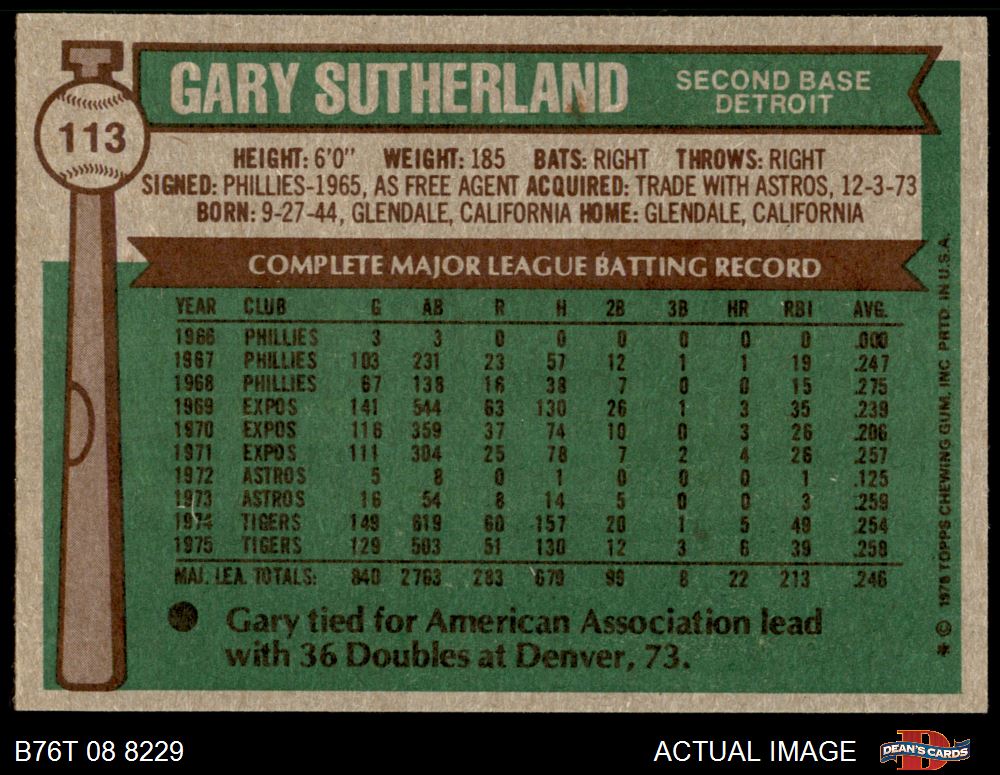 113
GARY SUTHERLAND
SECOND BASE
DETROIT
HEIGHT: 6'0" WEIGHT: 185 BATS: RIGHT THROWS: RIGHT
SIGNED: PHILLIES-1965, AS FREE AGENT ACQUIRED: TRADE WITH ASTROS, 12-3-73
BORN: 9-27-44, GLENDALE, CALIFORNIA HOME: GLENDALE, CALIFORNIA
COMPLETE MAJOR LEAGUE BATTING RECORD
YEAR CLUB G AB R H 2B 3B HR RBI AVG.
1966 PHILLIES 3 3 0 0 0 0 0 0 .000
1967 PHILLIES 103 231 23 57 12 1 1 19 .247
1968 PHILLIES 67 138 16 38 7 0 0 15 .275
1969 EXPOS 141 544 63 130 26 1 3 35 .239
1970 EXPOS 116 359 37 74 10 0 3 26 .206
1971 EXPOS 111 304 25 78 7 2 4 26 .257
1972 ASTROS 5 8 0 1 0 0 0 1 .125
1973 ASTROS 16 54 8 14 5 0 0 3 .259
1974 TIGERS 149 619 60 157 20 1 5 49 .254
1975 TIGERS 129 503 51 130 12 3 6 39 .258
MAJ. LEA. TOTALS: 840 2763 283 679 99 8 22 213 .246
Gary tied for American Association lead
with 36 Doubles at Denver, 73.
* © 1976 TOPPS CHEWING GUM, INC. PRTD. IN U.S.A.
B76T 08 8229
ACTUAL IMAGE
D
DEAN'S CARDS